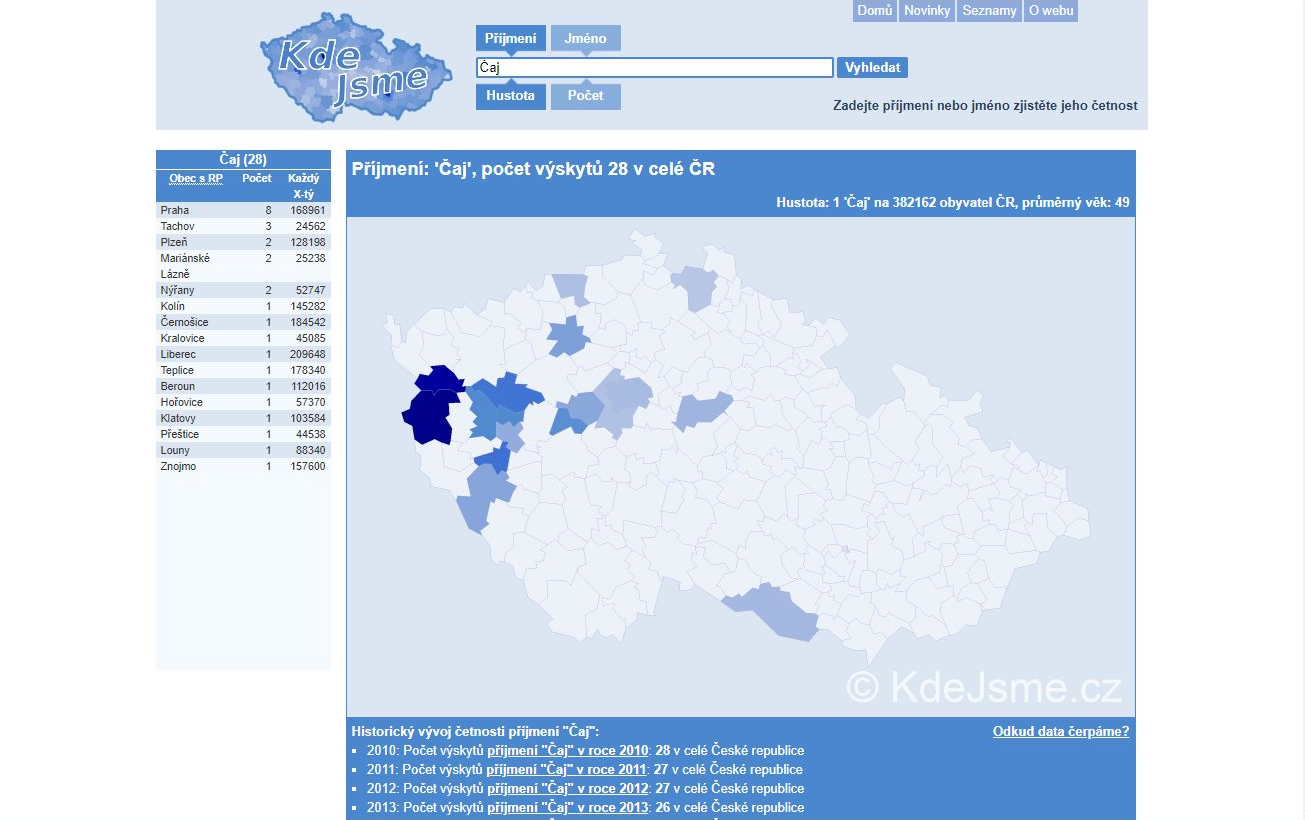 Domů Novinky Seznamy O webu
Kde
Jsme
Příjmení Jméno
Čaj
Vyhledat
Hustota Počet
Zadejte příjmení nebo jméno zjistěte jeho četnost
Čaj (28)
Obec s RP Počet Každý
X-tý
Praha 8 168961
Tachov 3 24562
Plzeň 2 128198
Mariánské 2 25238
Lázně
Nýřany 2 52747
Kolín 1 145282
Černošice 1 184542
Kralovice 1 45085
Liberec 1 209648
Teplice 1 178340
Beroun 1 112016
Hořovice 1 57370
Klatovy 1 103584
Přeštice 1 44538
Louny 1 88340
Znojmo 1 157600
Příjmení: 'Čaj', počet výskytů 28 v celé ČR
Hustota: 1 'Čaj' na 382162 obyvatel ČR, průměrný věk: 49
© KdeJsme.cz
Historický vývoj četnosti příjmení "Čaj":
Odkud data čerpáme?
2010: Počet výskytů příjmení "Čaj" v roce 2010: 28 v celé České republice
2011: Počet výskytů příjmení "Čaj" v roce 2011: 27 v celé České republice
2012: Počet výskytů příjmení "Čaj" v roce 2012: 27 v celé České republice
2013: Počet výskytů příjmení "Čaj" v roce 2013: 26 v celé České republice